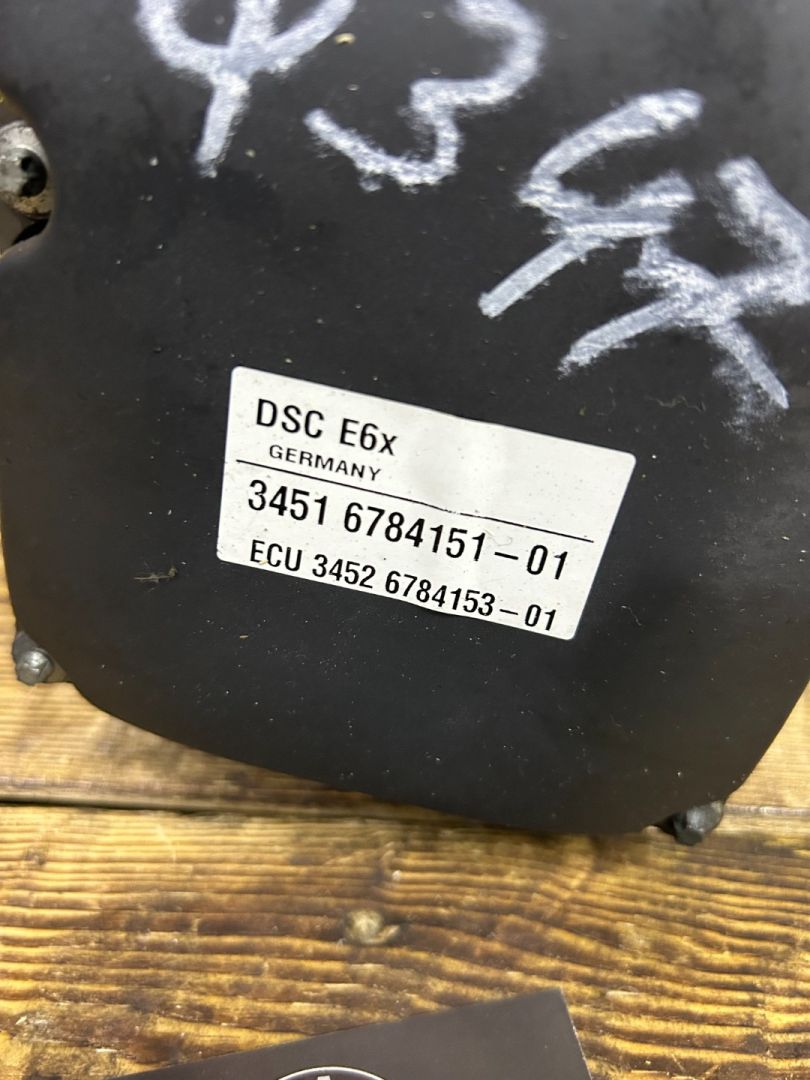 DSC E6x
GERMANY
3451 6784151-01
ECU 3452 6784153-01